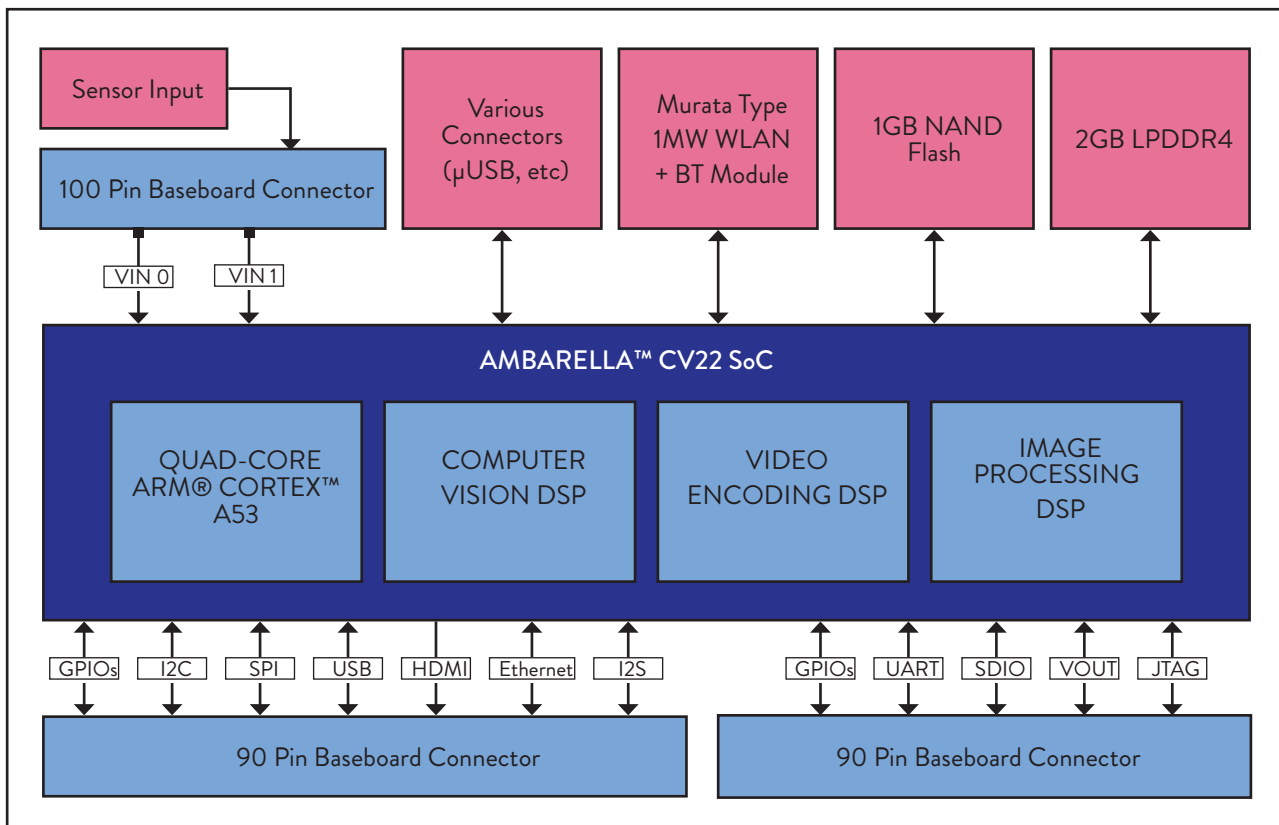 Sensor Input
100 Pin Baseboard Connector
Various
Connectors
(µUSB, etc)
Murata Type
1MW WLAN
+ BT Module
1GB NAND
Flash
2GB LPDDR4
VIN 0
VIN 1
AMBARELLA™ CV22 SoC
QUAD-CORE
ARM® CORTEX™
A53
COMPUTER
VISION DSP
VIDEO
ENCODING DSP
IMAGE
PROCESSING
DSP
GPIOs
I2C
SPI
USB
HDMI
Ethernet
I2S
GPIOs
UART
SDIO
VOUT
JTAG
90 Pin Baseboard Connector
90 Pin Baseboard Connector